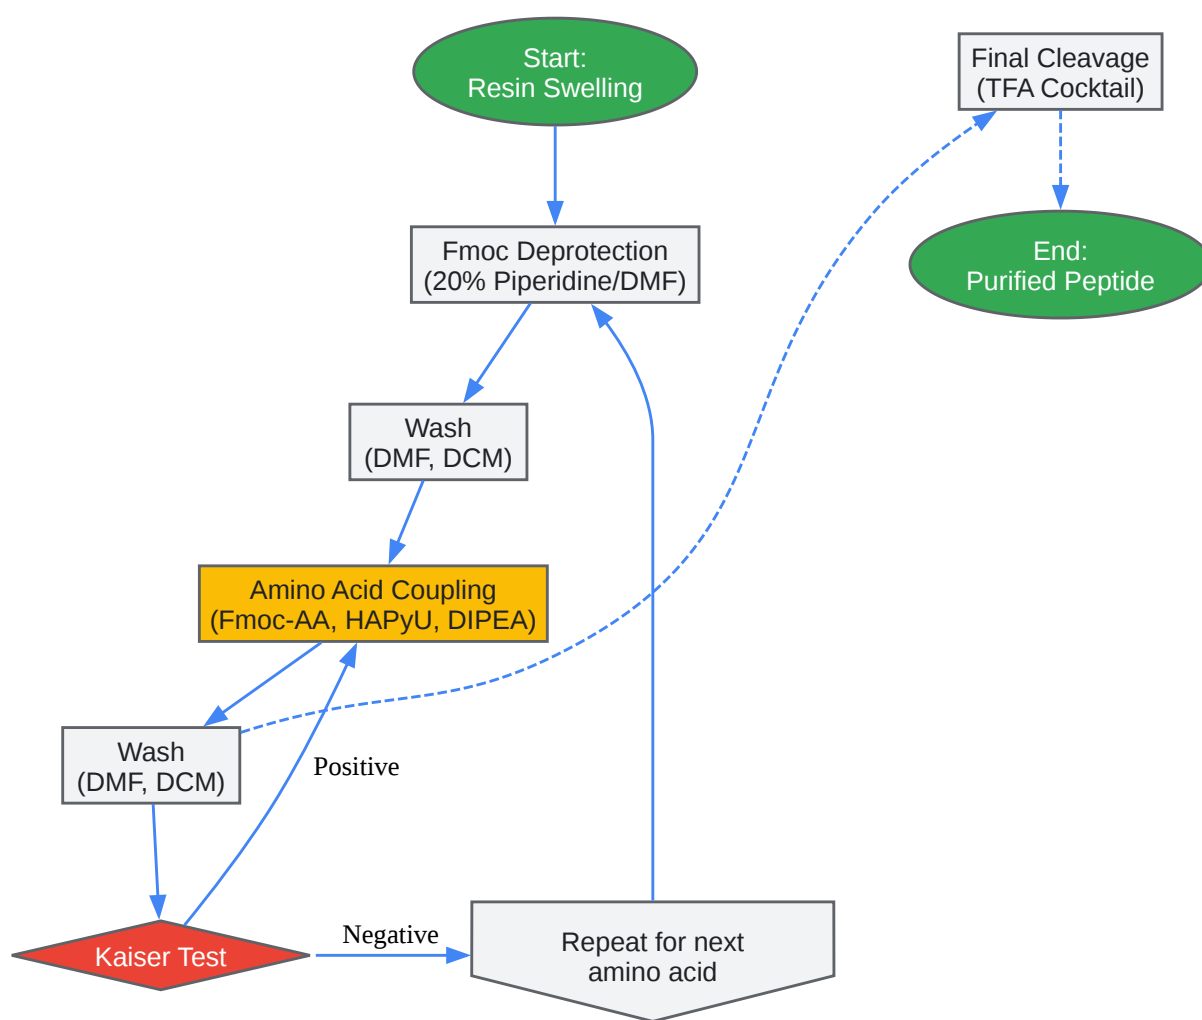 Start:
Resin Swelling
Final Cleavage
(TFA Cocktail)
Fmoc Deprotection
(20% Piperidine/DMF)
End:
Purified Peptide
Wash
(DMF, DCM)
Amino Acid Coupling
(Fmoc-AA, HAPyU, DIPEA)
Wash
(DMF, DCM)
Positive
Kaiser Test
Negative
Repeat for next
amino acid